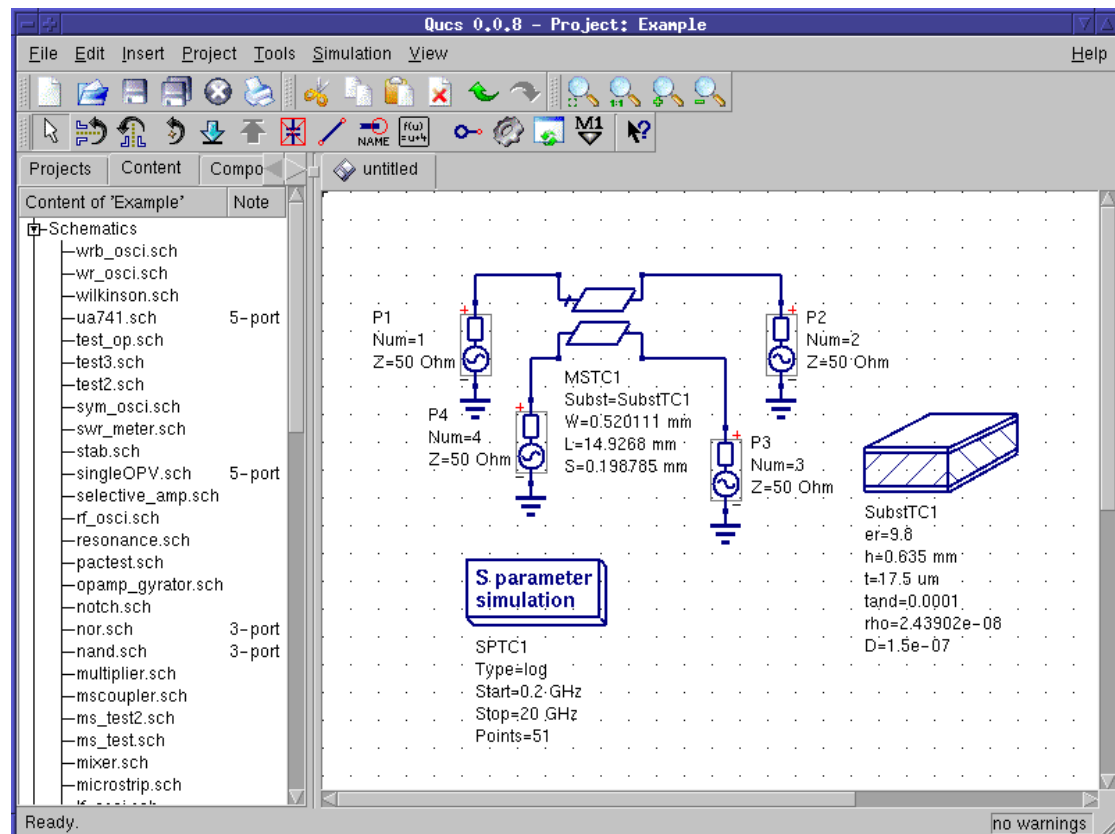 Qucs 0.0.8 - Project: Example
File Edit Insert Project Tools Simulation View Help
NAME
f(u)
=u+4
M1
Projects Content Compo
untitled
Content of 'Example' Note
Schematics
wrb_osci.sch
wr_osci.sch
wilkinson.sch
ua741.sch 5-port
test_op.sch
test3.sch
test2.sch
sym_osci.sch
swr_meter.sch
stab.sch
singleOPV.sch 5-port
selective_amp.sch
rf_osci.sch
resonance.sch
pactest.sch
opamp_gyrator.sch
notch.sch
nor.sch 3-port
nand.sch 3-port
multiplier.sch
mscoupler.sch
ms_test2.sch
ms_test.sch
mixer.sch
microstrip.sch
P1
Num=1
Z=50 Ohm
P2
Num=2
Z=50 Ohm
MSTC1
Subst=SubstTC1
W=0.520111 mm
L=14.9268 mm
S=0.198785 mm
P4
Num=4
Z=50 Ohm
P3
Num=3
Z=50 Ohm
SubstTC1
er=9.8
h=0.635 mm
t=17.5 um
tand=0.0001
rho=2.43902e-08
D=1.5e-07
S parameter
simulation
SPTC1
Type=log
Start=0.2 GHz
Stop=20 GHz
Points=51
Ready. no warnings